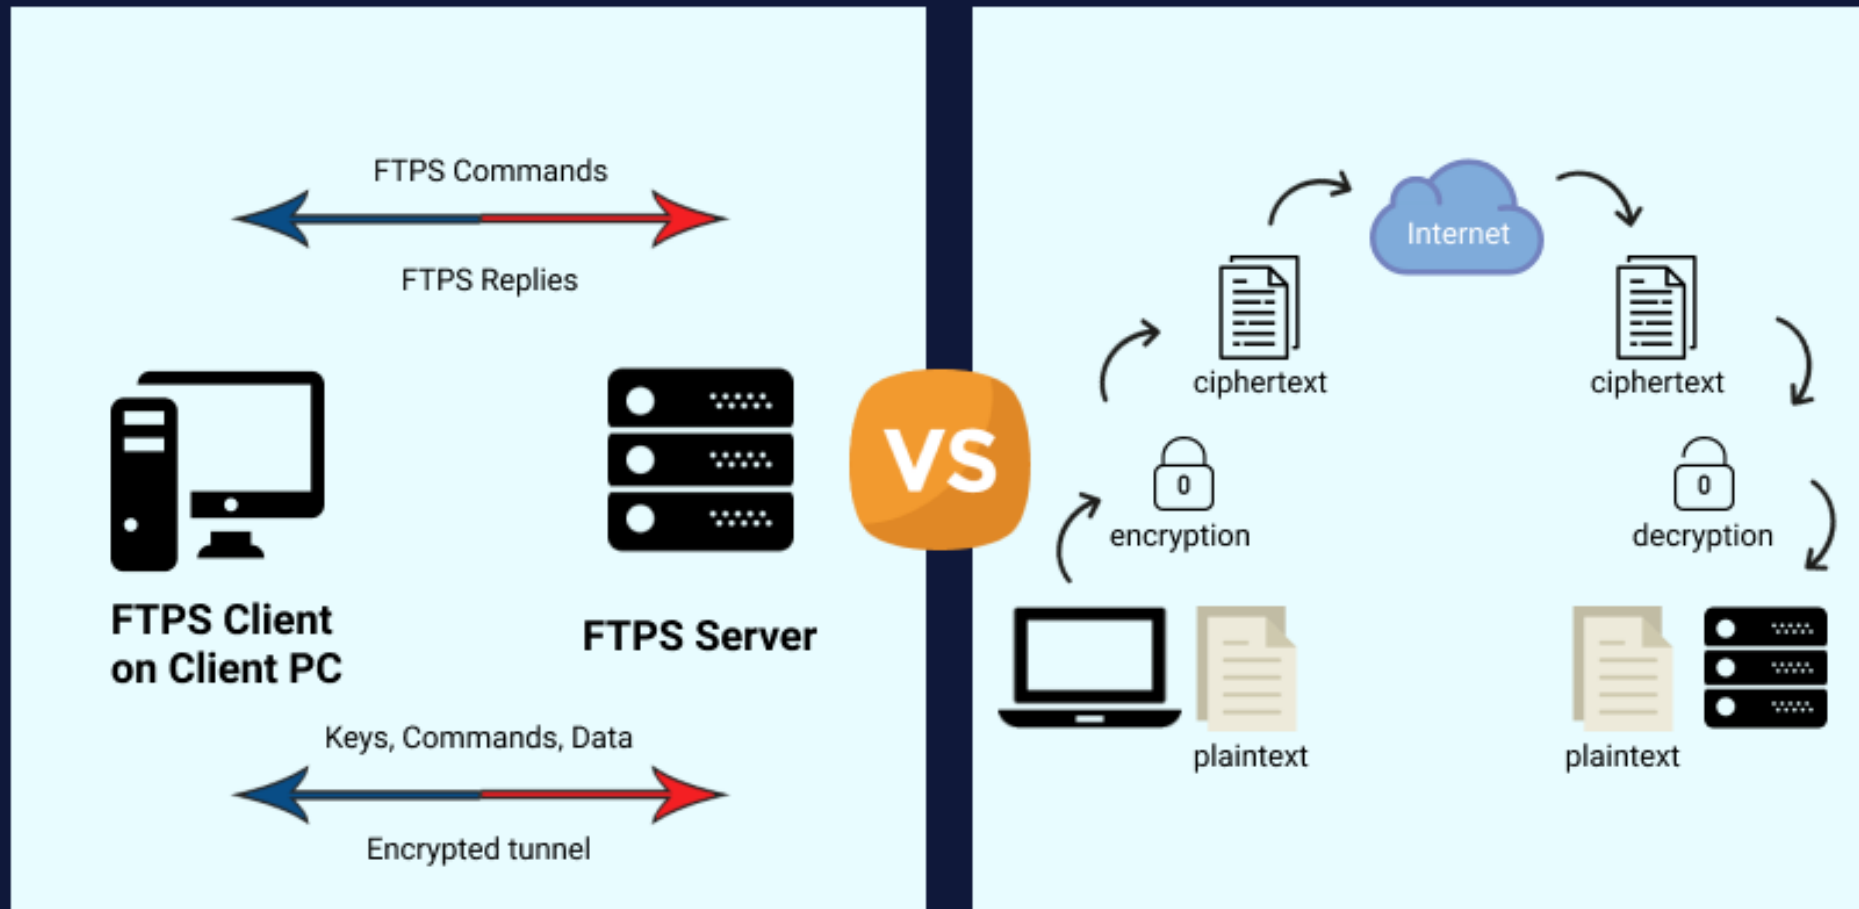 FTPS Commands
FTPS Replies
FTPS Client
on Client PC
FTPS Server
Keys, Commands, Data
Encrypted tunnel
VS
Internet
ciphertext
ciphertext
0
encryption
0
decryption
plaintext
plaintext